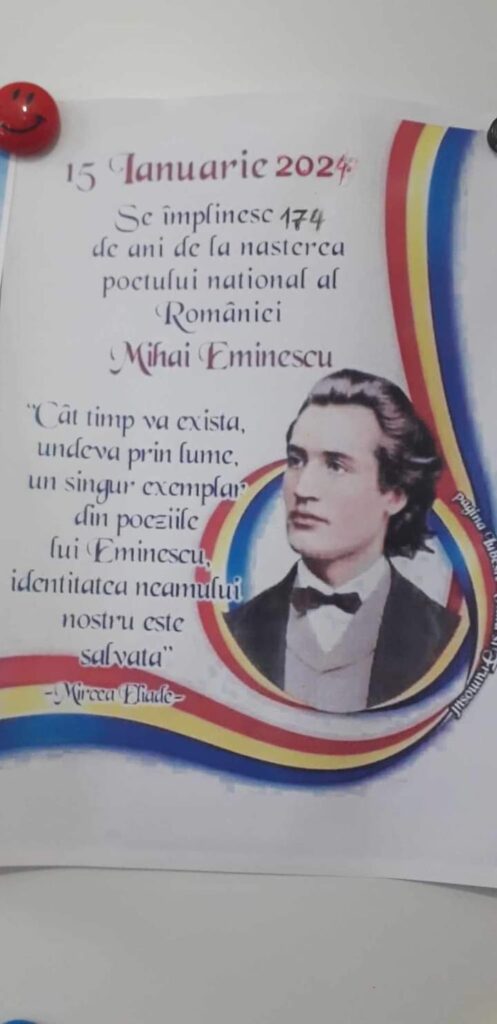 15 Ianuarie 2024
Se împlinesc 174
de ani de la nasterea
poetului national al
României
Mihai Eminescu
"Cât timp va exista,
undeva prin lume,
un singur exemplar
din poeziile
lui Eminescu,
identitatea neamului
nostru este
salvata"
-Mircea Eliade-
pagina